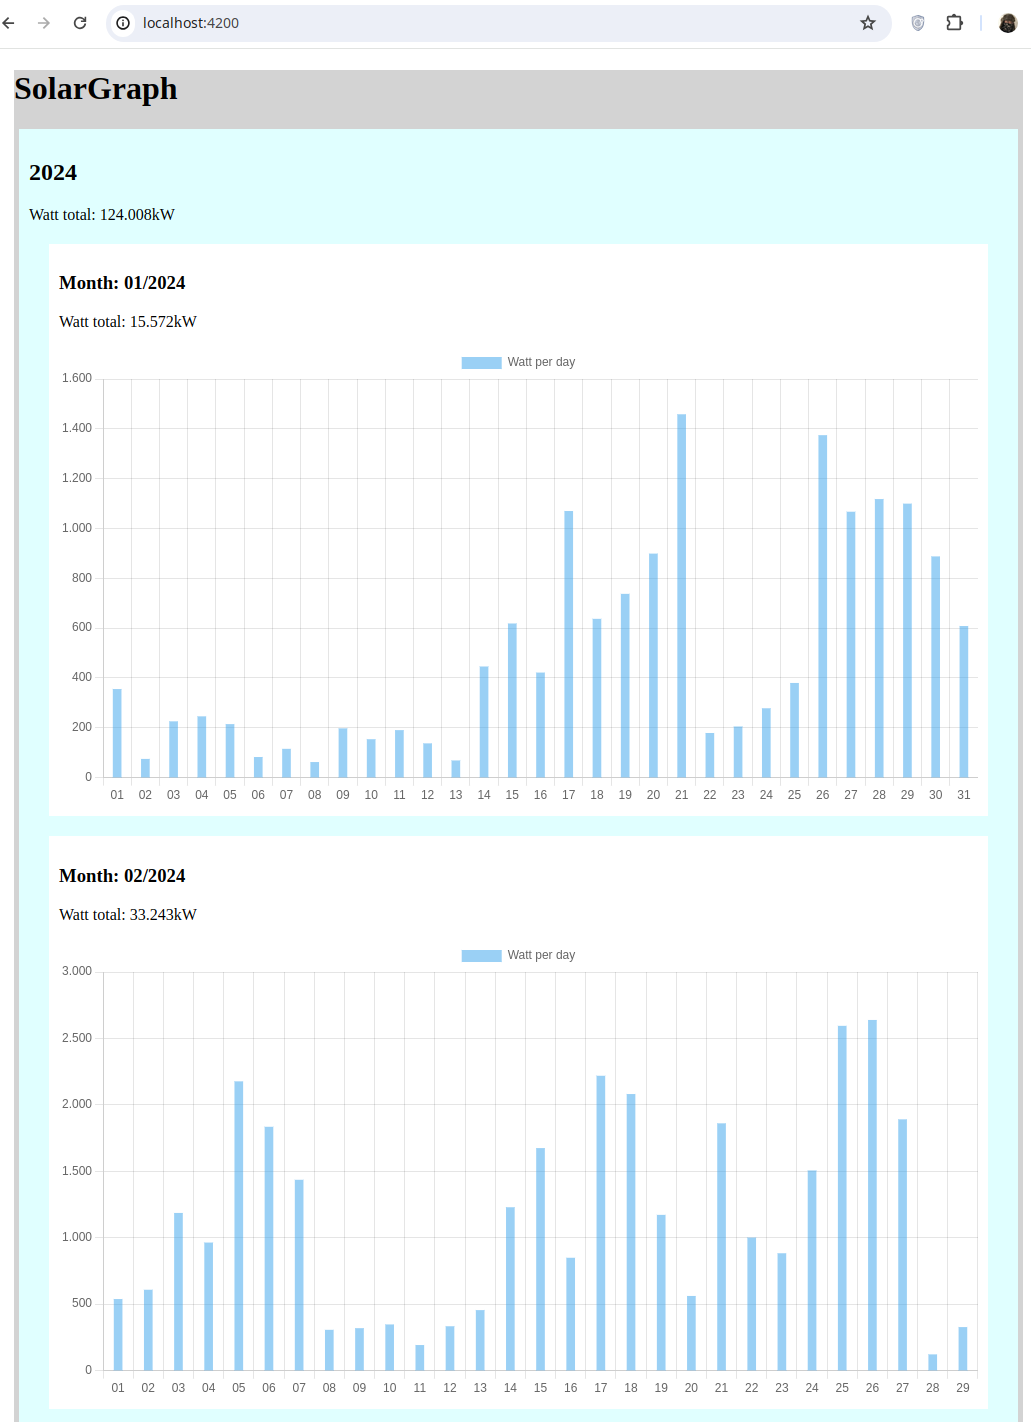 localhost:4200
SolarGraph
2024
Watt total: 124.008kW
Month: 01/2024
Watt total: 15.572kW
Watt per day
1.600
1.400
1.200
1.000
800
600
400
200
0
01 02 03 04 05 06 07 08 09 10 11 12 13 14 15 16 17 18 19 20 21 22 23 24 25 26 27 28 29 30 31
Month: 02/2024
Watt total: 33.243kW
Watt per day
3.000
2.500
2.000
1.500
1.000
500
0
01 02 03 04 05 06 07 08 09 10 11 12 13 14 15 16 17 18 19 20 21 22 23 24 25 26 27 28 29